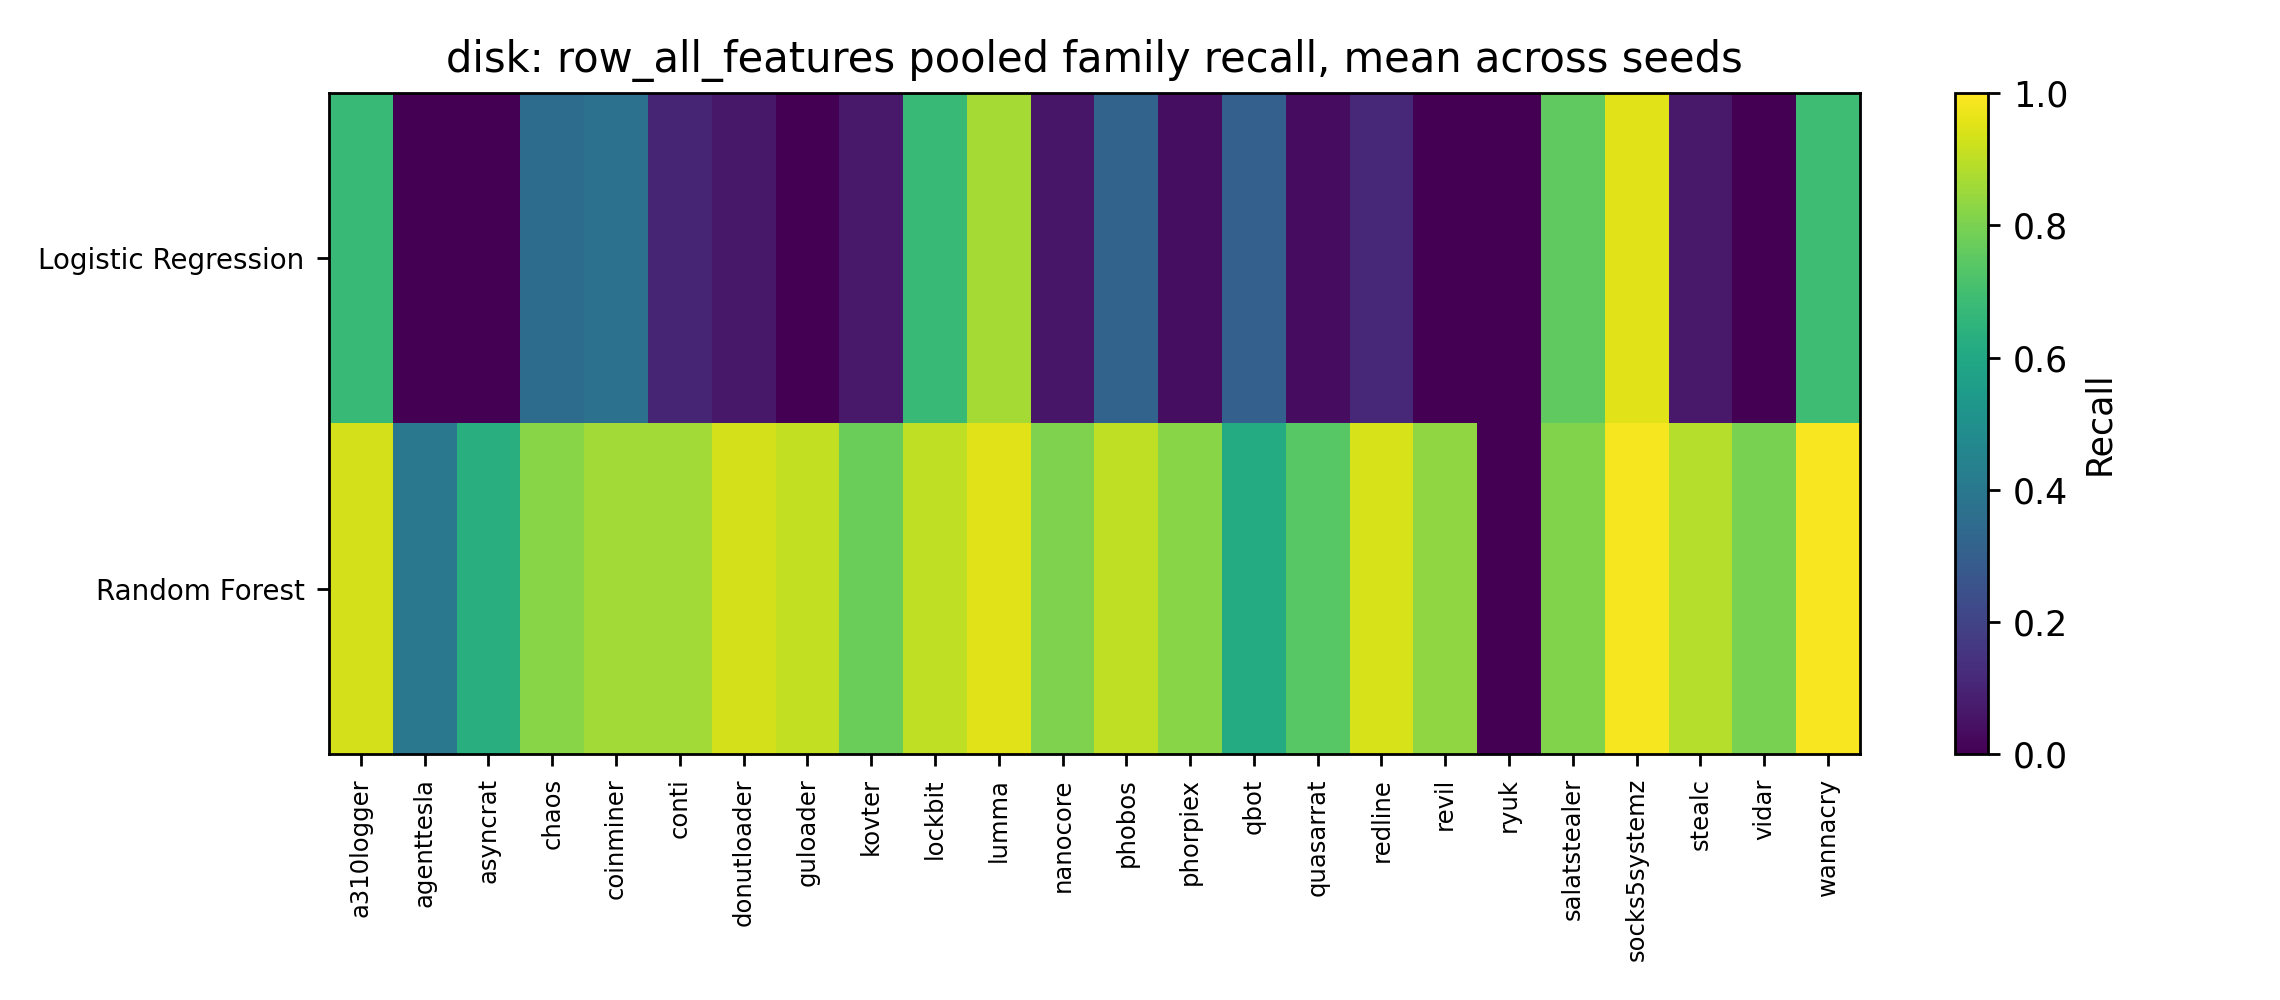 disk: row_all_features pooled family recall, mean across seeds
Logistic Regression
Random Forest
a310logger
agenttesla
asyncrat
chaos
coinminer
conti
donutloader
guloader
kovter
lockbit
lumma
nanocore
phobos
phorpiex
qbot
quasarrat
redline
revil
ryuk
salatstealer
socks5systemz
stealc
vidar
wannacry
1.0
0.8
0.6
0.4
0.2
0.0
Recall